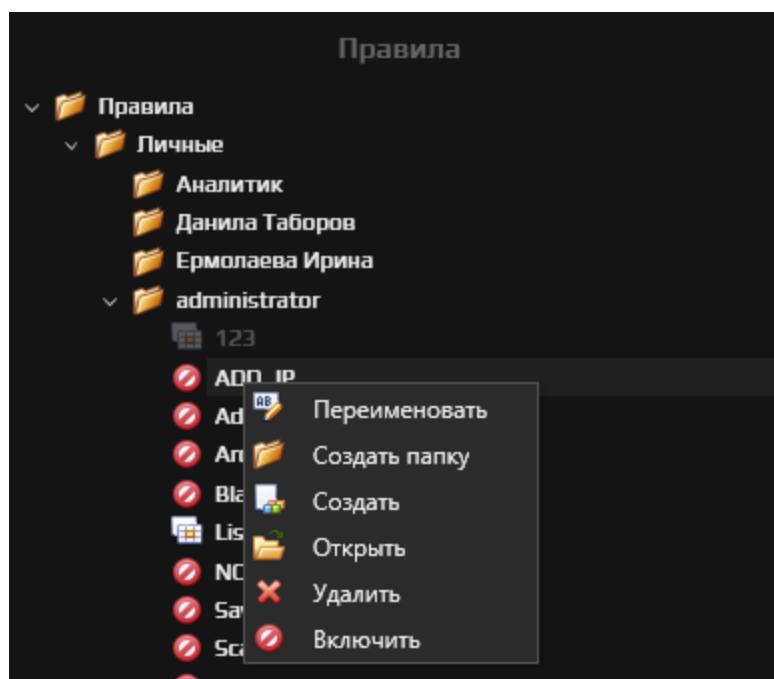 Правила
Правила
Личные
Аналитик
Данила Таборов
Ермолаева Ирина
administrator
123
ADD_IP
Переименовать
Создать папку
Создать
Открыть
Удалить
Включить